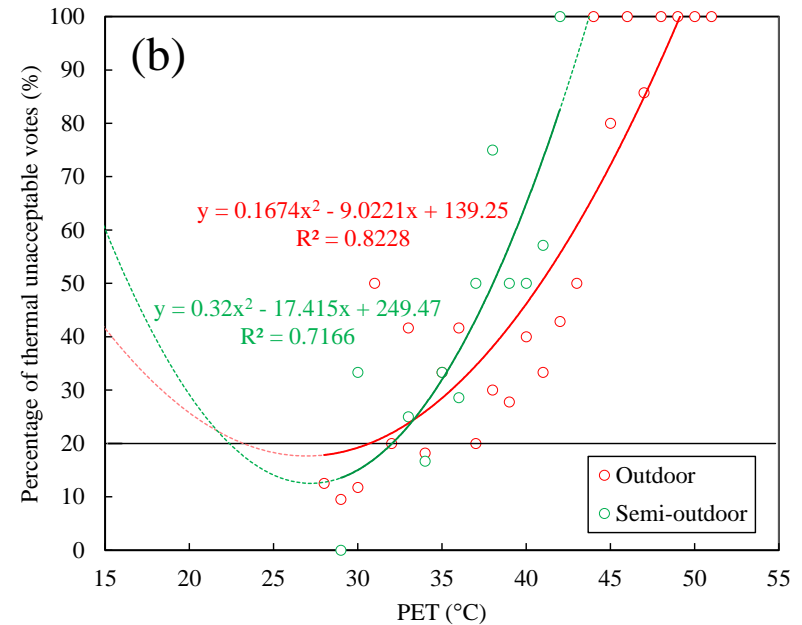 (b)
Percentage of thermal unacceptable votes (%)
100
90
80
70
60
50
40
30
20
10
0
y = 0.1674x² - 9.0221x + 139.25
R² = 0.8228
y = 0.32x² - 17.415x + 249.47
R² = 0.7166
Outdoor
Semi-outdoor
15 20 25 30 35 40 45 50 55
PET (°C)